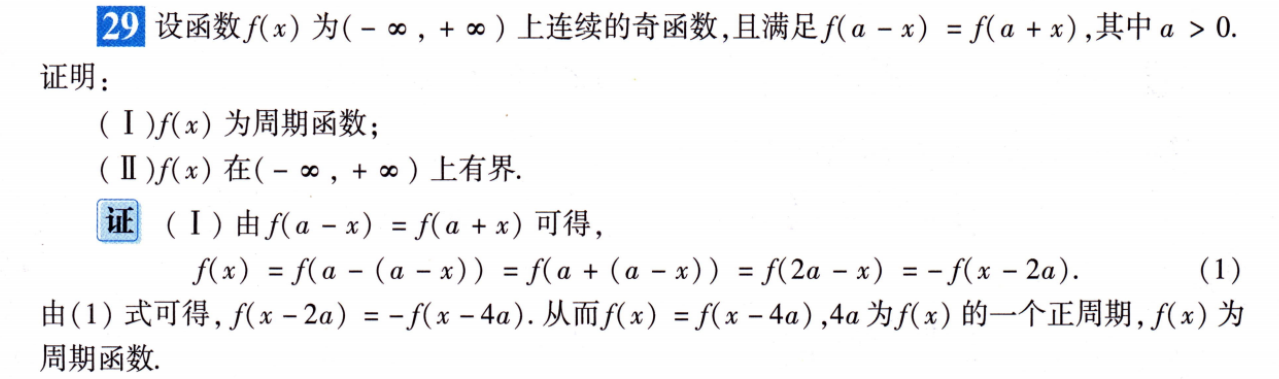 29 设函数f(x)为(-∞,+∞)上连续的奇函数,且满足f(a-x)=f(a+x),其中a>0.
证明:
(Ⅰ)f(x)为周期函数;
(Ⅱ)f(x)在(-∞,+∞)上有界.
证 (Ⅰ)由f(a-x)=f(a+x)可得,
f(x)=f(a-(a-x))=f(a+(a-x))=f(2a-x)=-f(x-2a). (1)
由(1)式可得,f(x-2a)=-f(x-4a).从而f(x)=f(x-4a),4a为f(x)的一个正周期,f(x)为
周期函数.